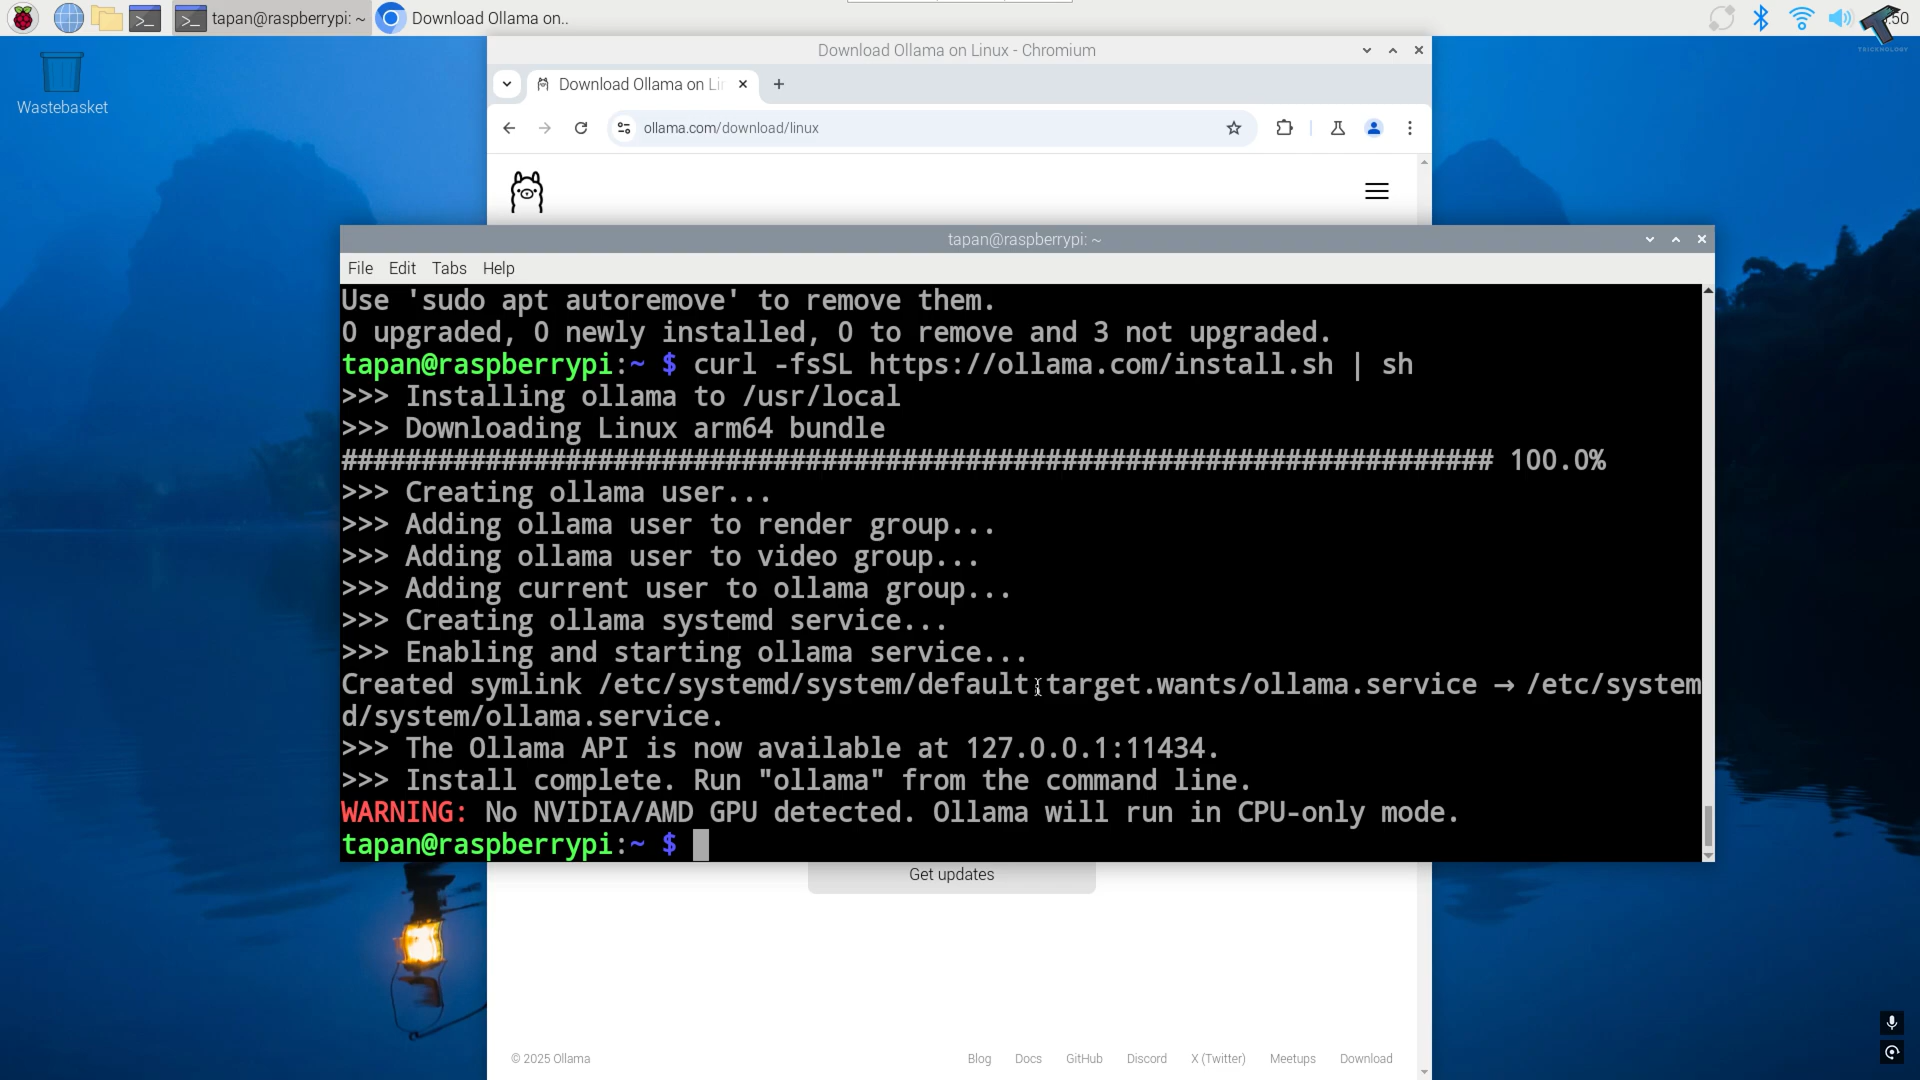 tapan@raspberrypi: ~
Download Ollama on..
:50
TRICKNOLOGY
Wastebasket
Download Ollama on Linux - Chromium
Download Ollama on Li
ollama.com/download/linux
tapan@raspberrypi: ~
File Edit Tabs Help
Use 'sudo apt autoremove' to remove them.
0 upgraded, 0 newly installed, 0 to remove and 3 not upgraded.
tapan@raspberrypi:~ $ curl -fsSL https://ollama.com/install.sh | sh
>>> Installing ollama to /usr/local
>>> Downloading Linux arm64 bundle
######################################################################## 100.0%
>>> Creating ollama user...
>>> Adding ollama user to render group...
>>> Adding ollama user to video group...
>>> Adding current user to ollama group...
>>> Creating ollama systemd service...
>>> Enabling and starting ollama service...
Created symlink /etc/systemd/system/default.target.wants/ollama.service → /etc/system
d/system/ollama.service.
>>> The Ollama API is now available at 127.0.0.1:11434.
>>> Install complete. Run "ollama" from the command line.
WARNING: No NVIDIA/AMD GPU detected. Ollama will run in CPU-only mode.
tapan@raspberrypi:~ $
Get updates
© 2025 Ollama
Blog Docs GitHub Discord X (Twitter) Meetups Download